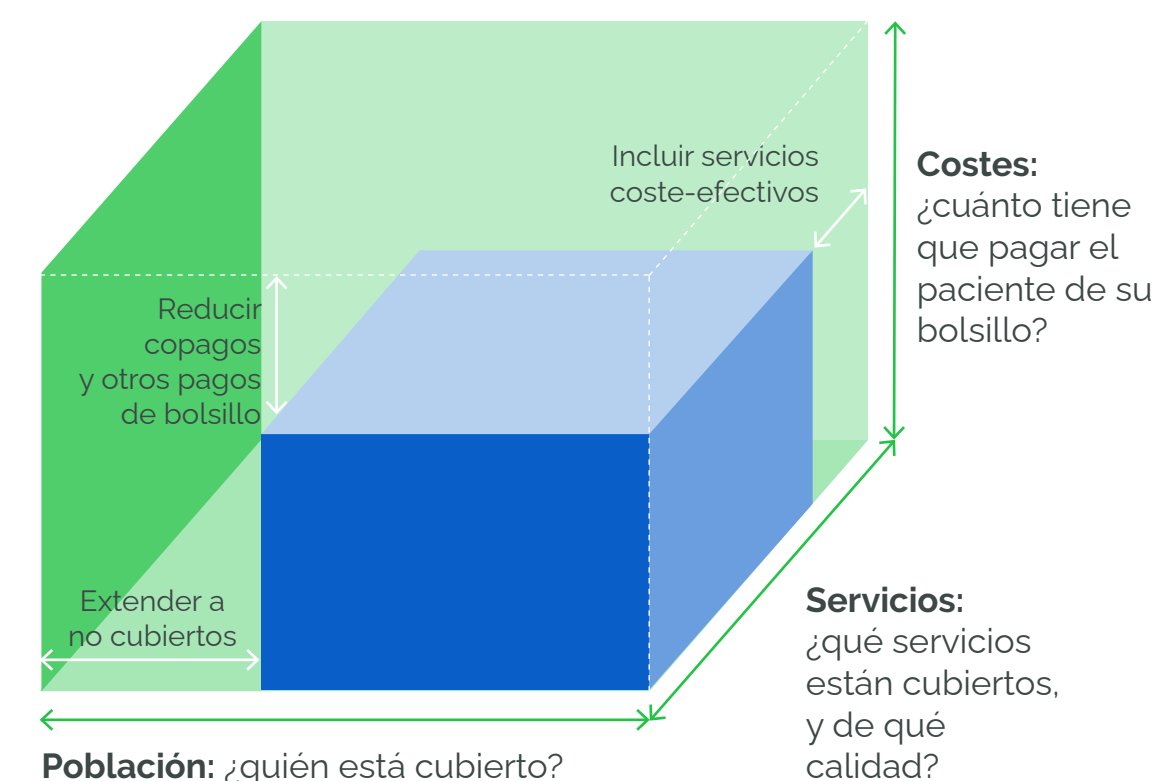 Incluir servicios
coste-efectivos
Costes:
¿cuánto tiene
que pagar el
paciente de su
bolsillo?
Reducir
copagos
y otros pagos
de bolsillo
Extender a
no cubiertos
Servicios:
¿qué servicios
están cubiertos,
y de qué
calidad?
Población: ¿quién está cubierto?